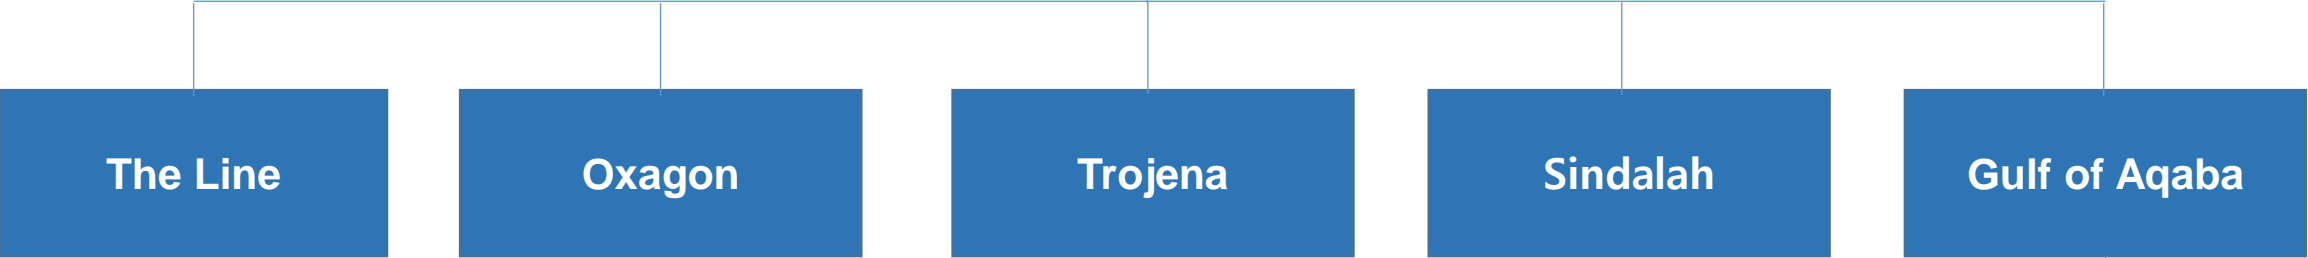 The Line
Oxagon
Trojena
Sindalah
Gulf of Aqaba